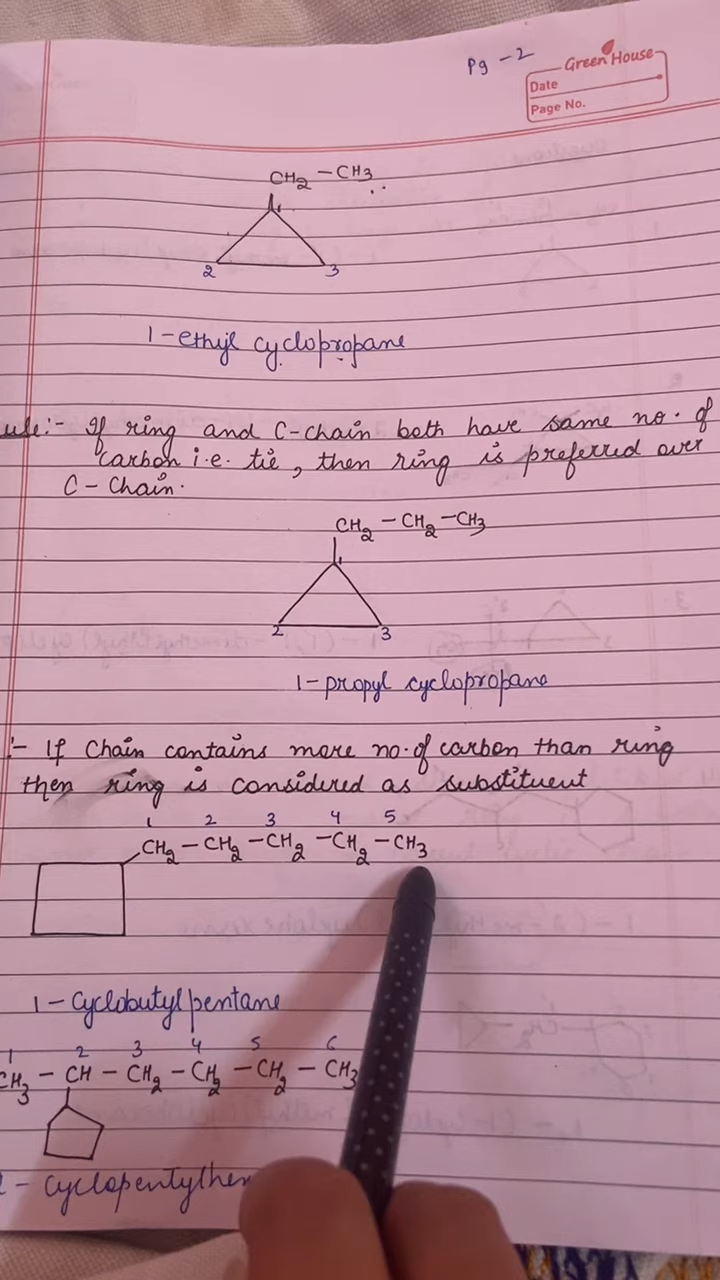 Pg - 2
Green House
Date
Page No.
CH2 - CH3
1
2 3
1-ethyl cyclopropane
ule:- If ring and C-chain both have same no. of
carbon i.e. tie, then ring is preferred over
C-Chain.
CH2 - CH2 - CH3
1
2 3
1-propyl cyclopropane
:- If Chain contains more no. of carbon than ring
then ring is considered as substituent
1 2 3 4 5
CH2 - CH2 - CH2 - CH2 - CH3
1-Cyclobutylpentane
1 2 3 4 5 6
CH3 - CH - CH2 - CH2 - CH2 - CH3
- Cyclopentylhe